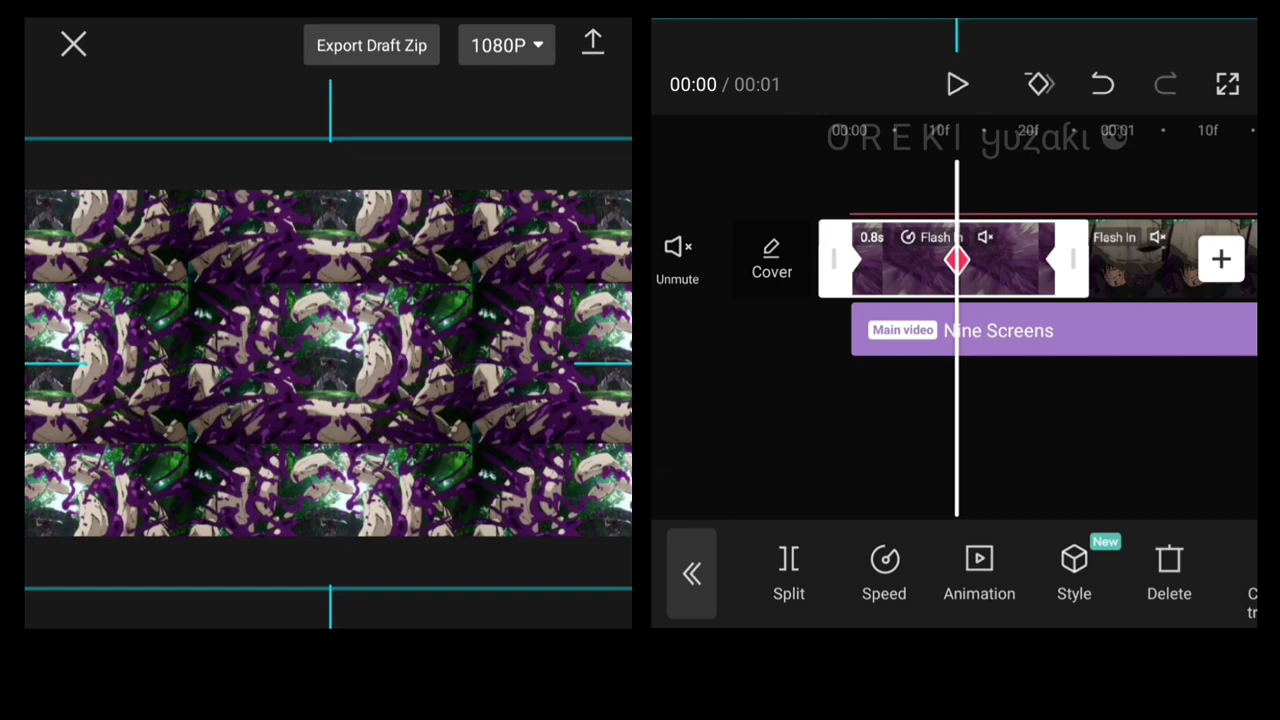 Export Draft Zip
1080P
00:00 / 00:01
00:00
10f
20f
00:01
10f
O R E K I yuzaki
Unmute
Cover
0.8s
Flash In
Flash In
Main video
Nine Screens
Split
Speed
Animation
Style
New
Delete